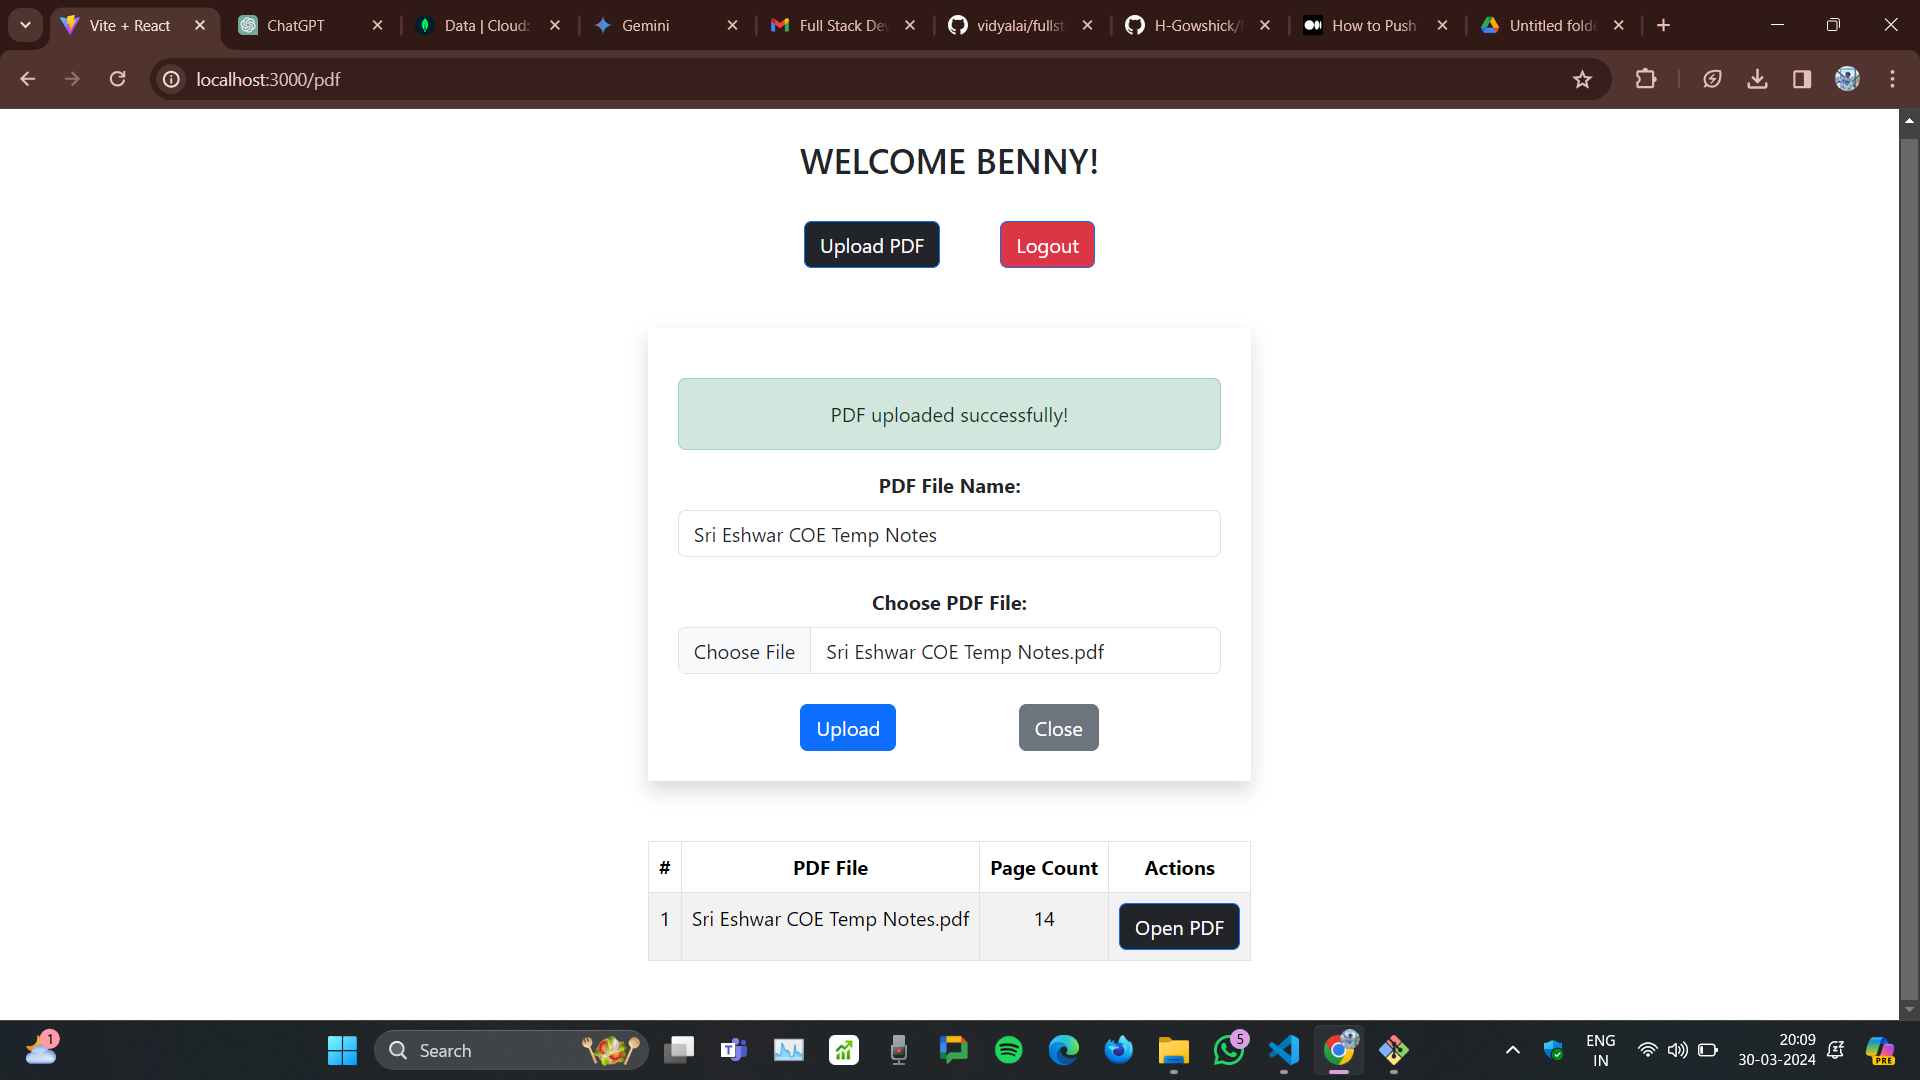 Vite + React
ChatGPT
Data | Cloud:
Gemini
Full Stack Dev
vidyalai/fullst
H-Gowshick/
How to Push
Untitled folde
localhost:3000/pdf
WELCOME BENNY!
Upload PDF
Logout
PDF uploaded successfully!
PDF File Name:
Sri Eshwar COE Temp Notes
Choose PDF File:
Choose File
Sri Eshwar COE Temp Notes.pdf
Upload
Close
# PDF File Page Count Actions
1 Sri Eshwar COE Temp Notes.pdf 14 Open PDF
1
Search
5
ENG
IN
20:09
30-03-2024
PRE